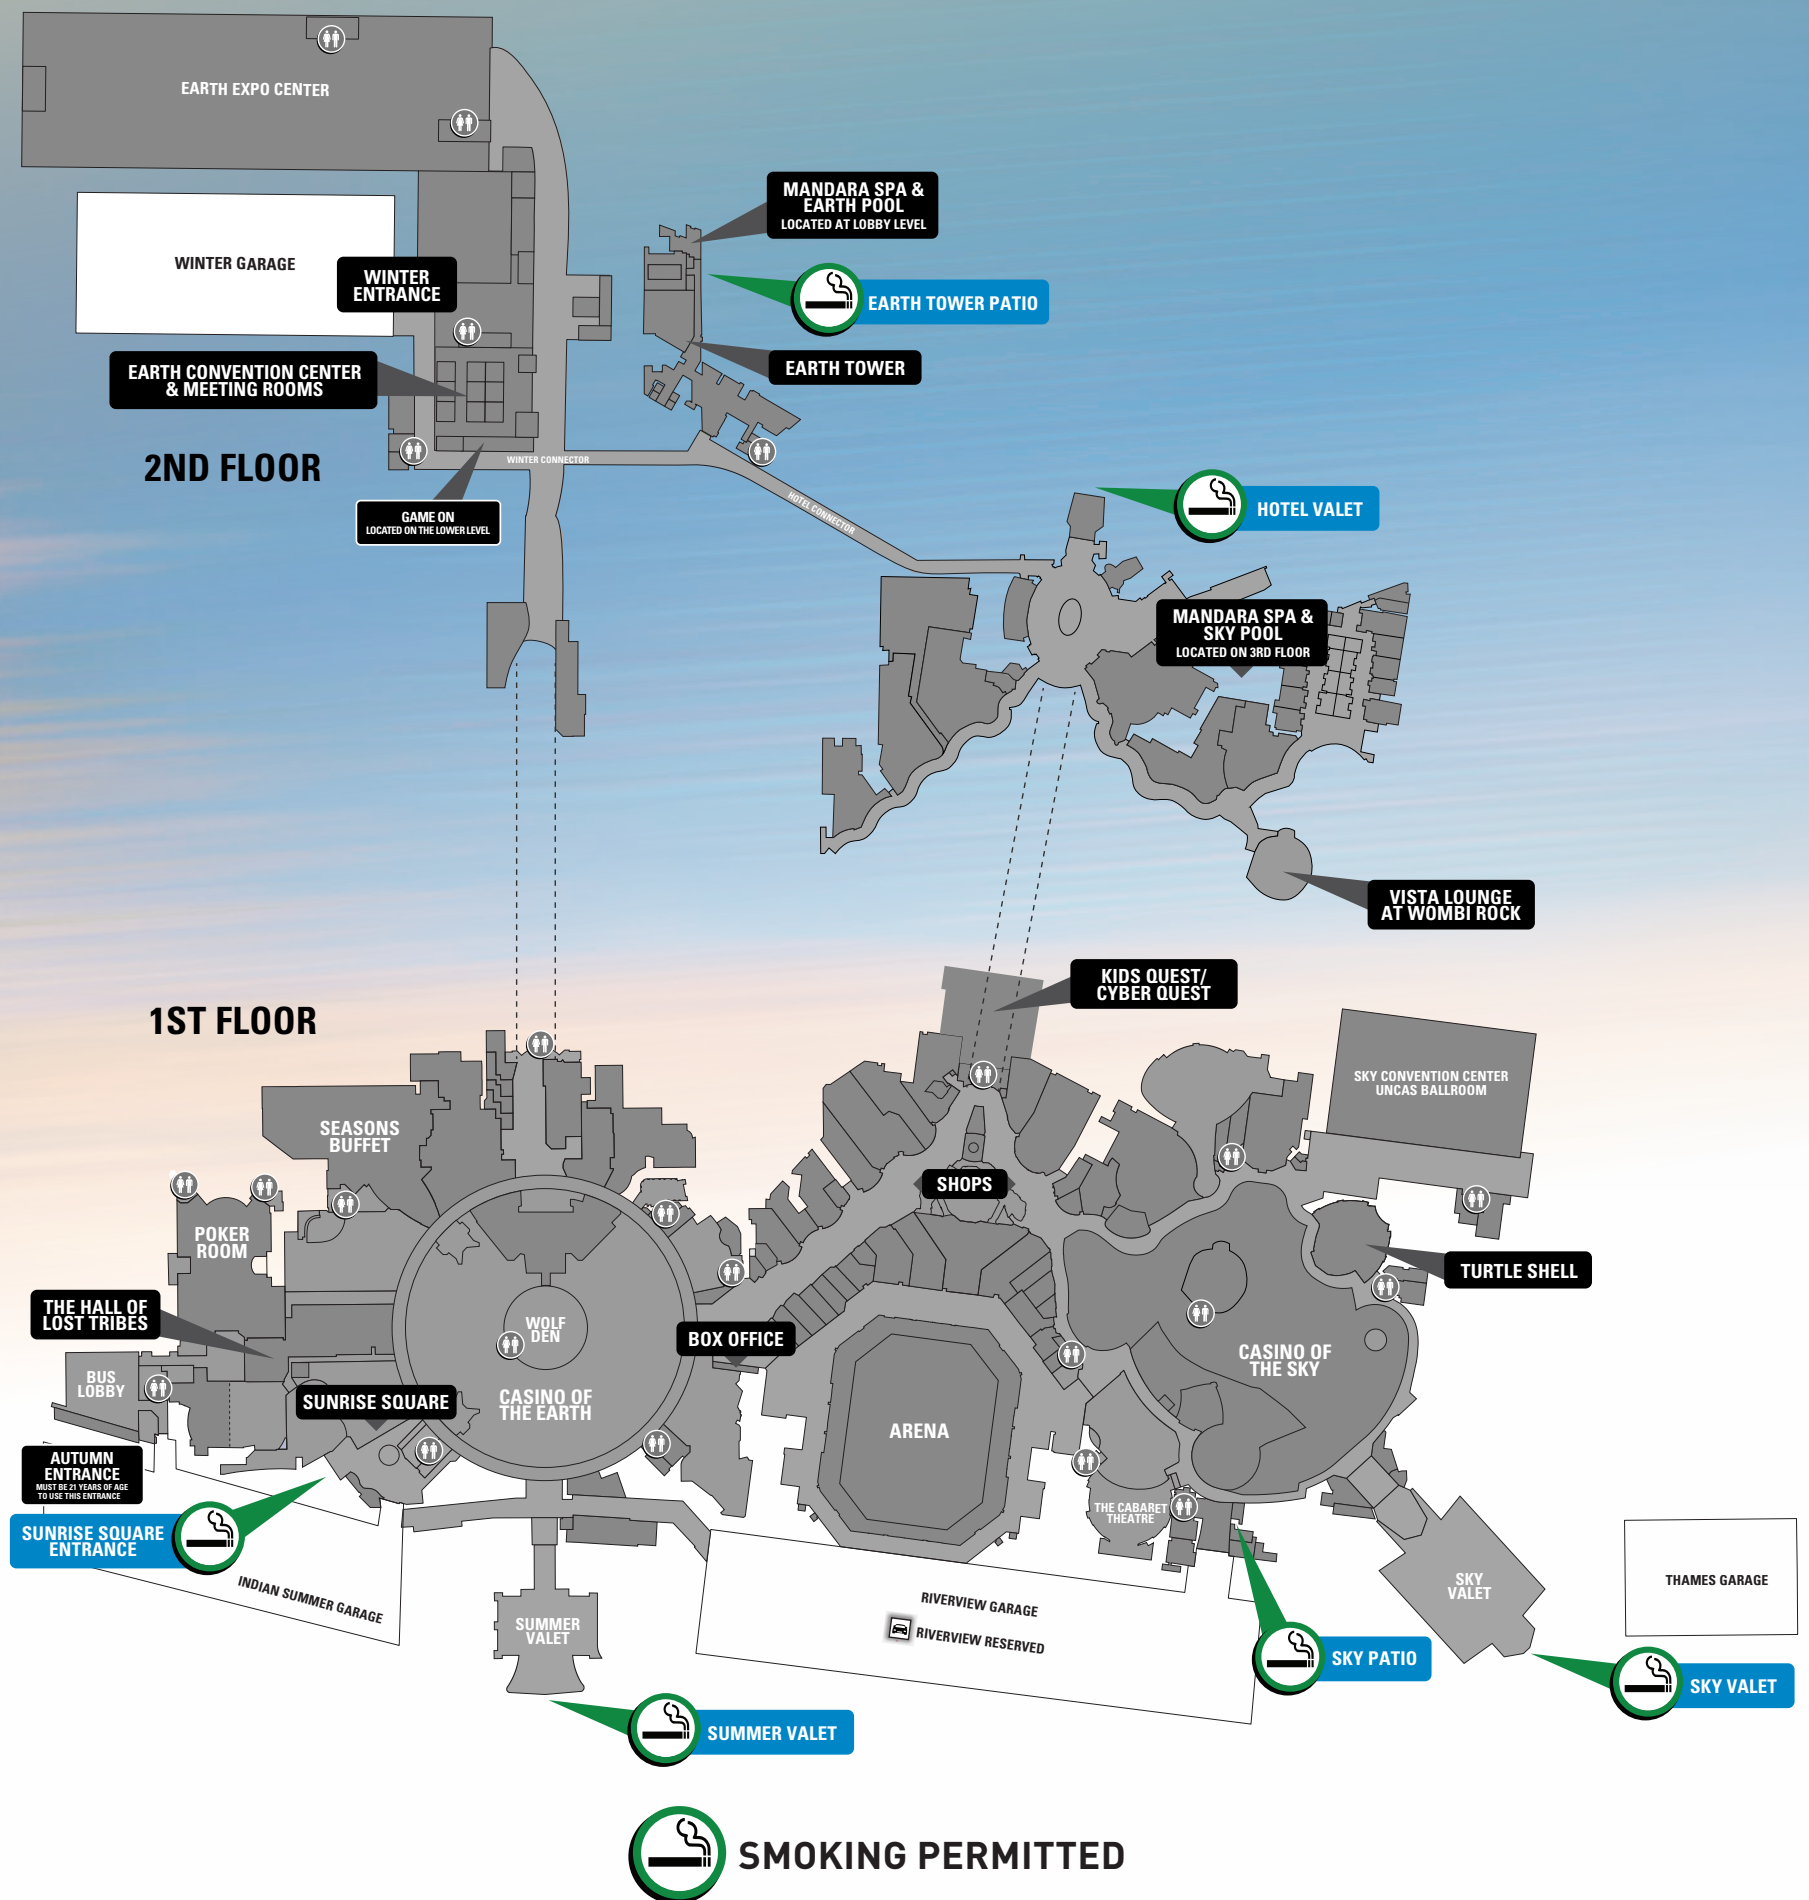 EARTH EXPO CENTER
MANDARA SPA &
EARTH POOL
LOCATED AT LOBBY LEVEL
WINTER GARAGE
WINTER
ENTRANCE
EARTH TOWER PATIO
EARTH TOWER
EARTH CONVENTION CENTER
& MEETING ROOMS
2ND FLOOR
WINTER CONNECTOR
HOTEL CONNECTOR
GAME ON
LOCATED ON THE LOWER LEVEL
HOTEL VALET
MANDARA SPA &
SKY POOL
LOCATED ON 3RD FLOOR
VISTA LOUNGE
AT WOMBI ROCK
KIDS QUEST/
CYBER QUEST
1ST FLOOR
SKY CONVENTION CENTER
UNCAS BALLROOM
SEASONS
BUFFET
SHOPS
POKER
ROOM
TURTLE SHELL
THE HALL OF
LOST TRIBES
WOLF
DEN
BOX OFFICE
CASINO OF
THE SKY
BUS
LOBBY
SUNRISE SQUARE
CASINO OF
THE EARTH
ARENA
AUTUMN
ENTRANCE
MUST BE 21 YEARS OF AGE
TO USE THIS ENTRANCE
THE CABARET
THEATRE
SUNRISE SQUARE
ENTRANCE
INDIAN SUMMER GARAGE
SKY
VALET
THAMES GARAGE
RIVERVIEW GARAGE
RIVERVIEW RESERVED
SUMMER
VALET
SKY PATIO
SKY VALET
SUMMER VALET
SMOKING PERMITTED